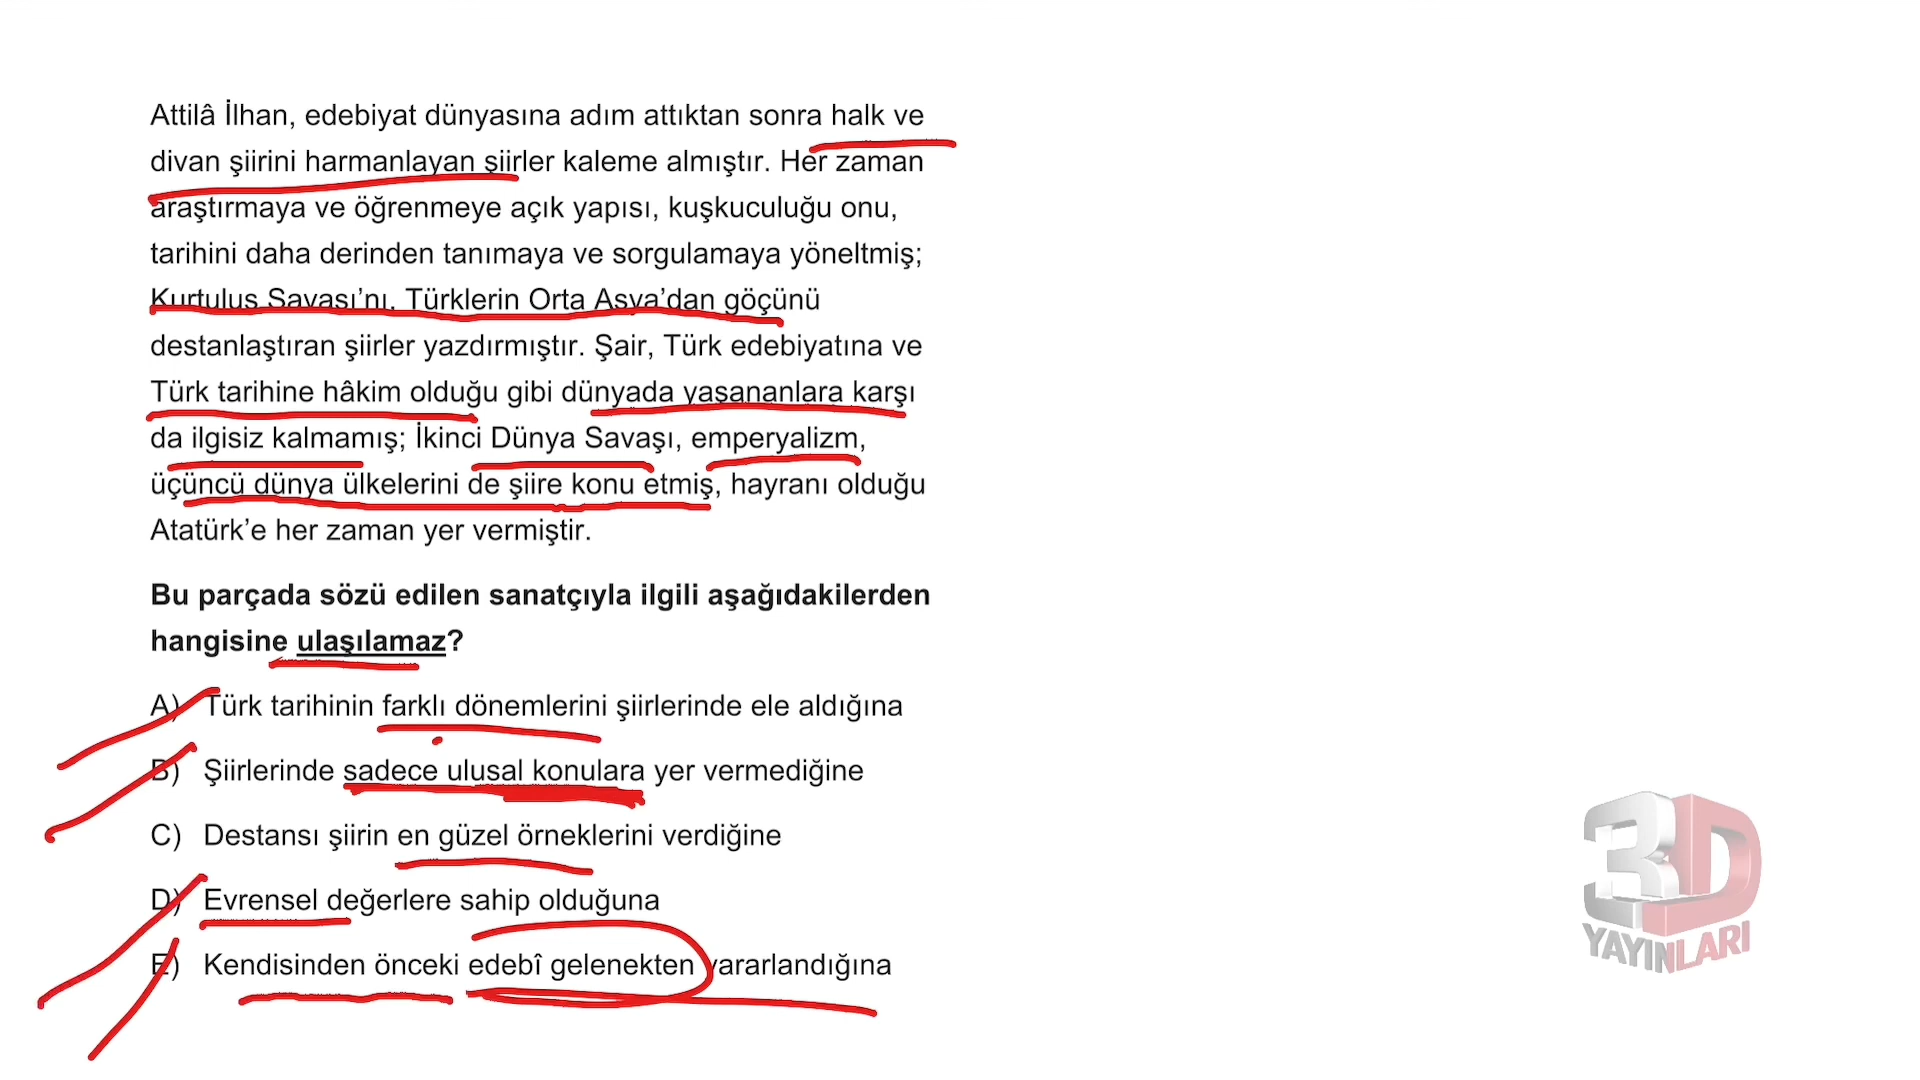 Attilâ İlhan, edebiyat dünyasına adım attıktan sonra halk ve
divan şiirini harmanlayan şiirler kaleme almıştır. Her zaman
araştırmaya ve öğrenmeye açık yapısı, kuşkuculuğu onu,
tarihini daha derinden tanımaya ve sorgulamaya yöneltmiş;
Kurtuluş Savaşı’nı, Türklerin Orta Asya’dan göçünü
destanlaştıran şiirler yazdırmıştır. Şair, Türk edebiyatına ve
Türk tarihine hâkim olduğu gibi dünyada yaşananlara karşı
da ilgisiz kalmamış; İkinci Dünya Savaşı, emperyalizm,
üçüncü dünya ülkelerini de şiire konu etmiş, hayranı olduğu
Atatürk’e her zaman yer vermiştir.
Bu parçada sözü edilen sanatçıyla ilgili aşağıdakilerden
hangisine ulaşılamaz?
A) Türk tarihinin farklı dönemlerini şiirlerinde ele aldığına
B) Şiirlerinde sadece ulusal konulara yer vermediğine
C) Destansı şiirin en güzel örneklerini verdiğine
D) Evrensel değerlere sahip olduğuna
E) Kendisinden önceki edebî gelenekten yararlandığına
3D
YAYINLARI